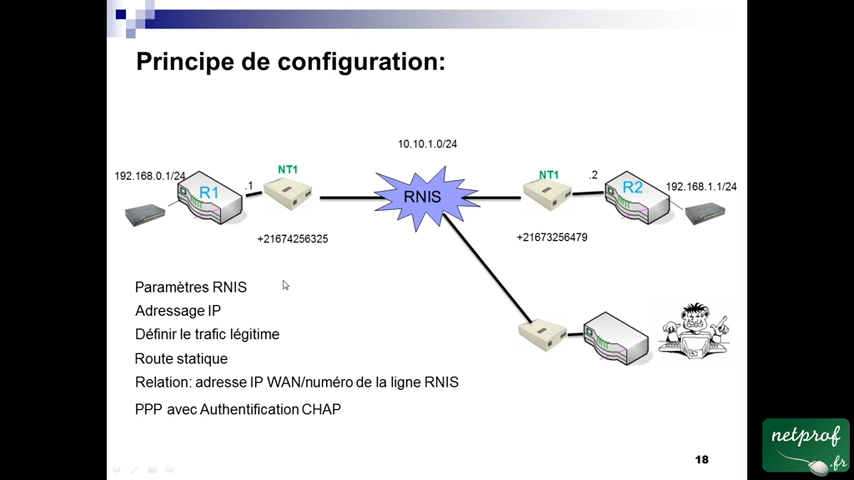 Principe de configuration:
10.10.1.0/24
192.168.0.1/24
R1
.1
NT1
RNIS
NT1
.2
R2
192.168.1.1/24
+21674256325
+21673256479
Paramètres RNIS
Adressage IP
Définir le trafic légitime
Route statique
Relation: adresse IP WAN/numéro de la ligne RNIS
PPP avec Authentification CHAP
18
netprof
.fr